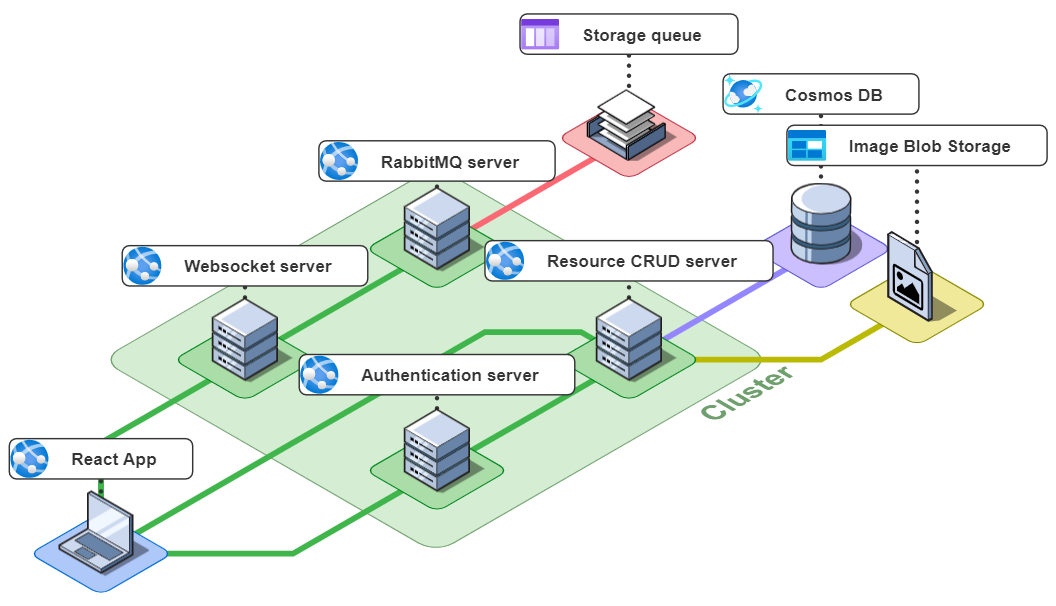 Storage queue
Cosmos DB
Image Blob Storage
RabbitMQ server
Resource CRUD server
Websocket server
Authentication server
Cluster
React App